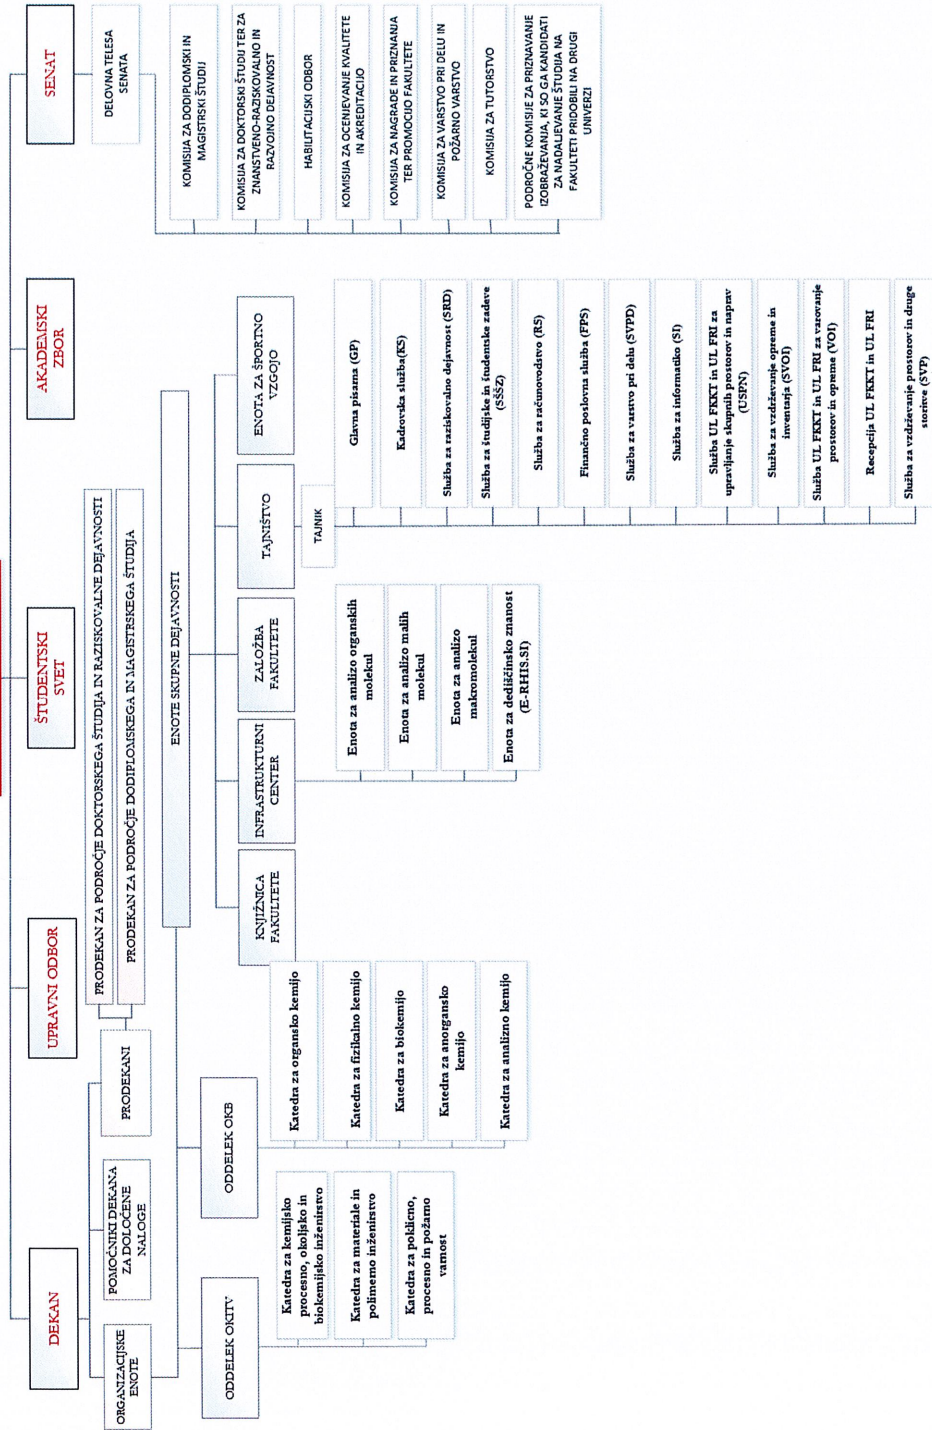 DEKAN
UPRAVNI ODBOR
ŠTUDENTSKI
SVET
AKADEMSKI
ZBOR
SENAT
ORGANIZACIJSKE
ENOTE
POMOČNIKI DEKANA
ZA DOLOČENE
NALOGE
PRODEKANI
PRODEKAN ZA PODROČJE DOKTORSKEGA ŠTUDIJA IN RAZISKOVALNE DEJAVNOSTI
PRODEKAN ZA PODROČJE DODIPLOMSKEGA IN MAGISTRSKEGA ŠTUDIJA
ENOTE SKUPNE DEJAVNOSTI
ODDELEK OKITV
Katedra za kemijsko
procesno, okoljsko in
biokemijsko inženirstvo
Katedra za materiale in
polimerno inženirstvo
Katedra za poklicno,
procesno in požarno
varnost
ODDELEK OKB
Katedra za organsko kemijo
Katedra za fizikalno kemijo
Katedra za biokemijo
Katedra za anorgansko
kemijo
Katedra za analizno kemijo
KNJIŽNICA
FAKULTETE
INFRASTRUKTURNI
CENTER
Enota za analizo organskih
molekul
Enota za analizo malih
molekul
Enota za analizo
makromolekul
Enota za dediščinsko znanost
(E-RHIS.SI)
ZALOŽBA
FAKULTETE
TAJNIŠTVO
TAJNIK
Glavna pisarna (GP)
Kadrovska služba(KS)
Služba za raziskovalno dejavnost (SRD)
Služba za študijske in študentske zadeve
(SŠŠZ)
Služba za računovodstvo (RS)
Finančno poslovna služba (FPS)
Služba za varstvo pri delu (SVPD)
Služba za informatiko (SI)
Služba UL FKKT in UL FRI za
upravljanje skupnih prostorov in naprav
(USPN)
Služba za vzdrževanje opreme in
inventarja (SVOI)
Služba UL FKKT in UL FRI za varovanje
prostorov in opreme (VOI)
Recepcija UL FKKT in UL FRI
Služba za vzdrževanje prostorov in druge
storitve (SVP)
ENOTA ZA ŠPORTNO
VZGOJO
DELOVNA TELESA
SENATA
KOMISIJA ZA DODIPLOMSKI IN
MAGISTRSKI ŠTUDIJ
KOMISIJA ZA DOKTORSKI ŠTUDIJ TER ZA
ZNANSTVENO-RAZISKOVALNO IN
RAZVOJNO DEJAVNOST
HABILITACIJSKI ODBOR
KOMISIJA ZA OCENJEVANJE KVALITETE
IN AKREDITACIJO
KOMISIJA ZA NAGRADE IN PRIZNANJA
TER PROMOCIJO FAKULTETE
KOMISIJA ZA VARSTVO PRI DELU IN
POŽARNO VARSTVO
KOMISIJA ZA TUTORSTVO
PODROČNE KOMISIJE ZA PRIZNAVANJE
IZOBRAŽEVANJA, KI SO GA KANDIDATI
ZA NADALJEVANJE ŠTUDIJA NA
FAKULTETI PRIDOBILI NA DRUGI
UNIVERZI